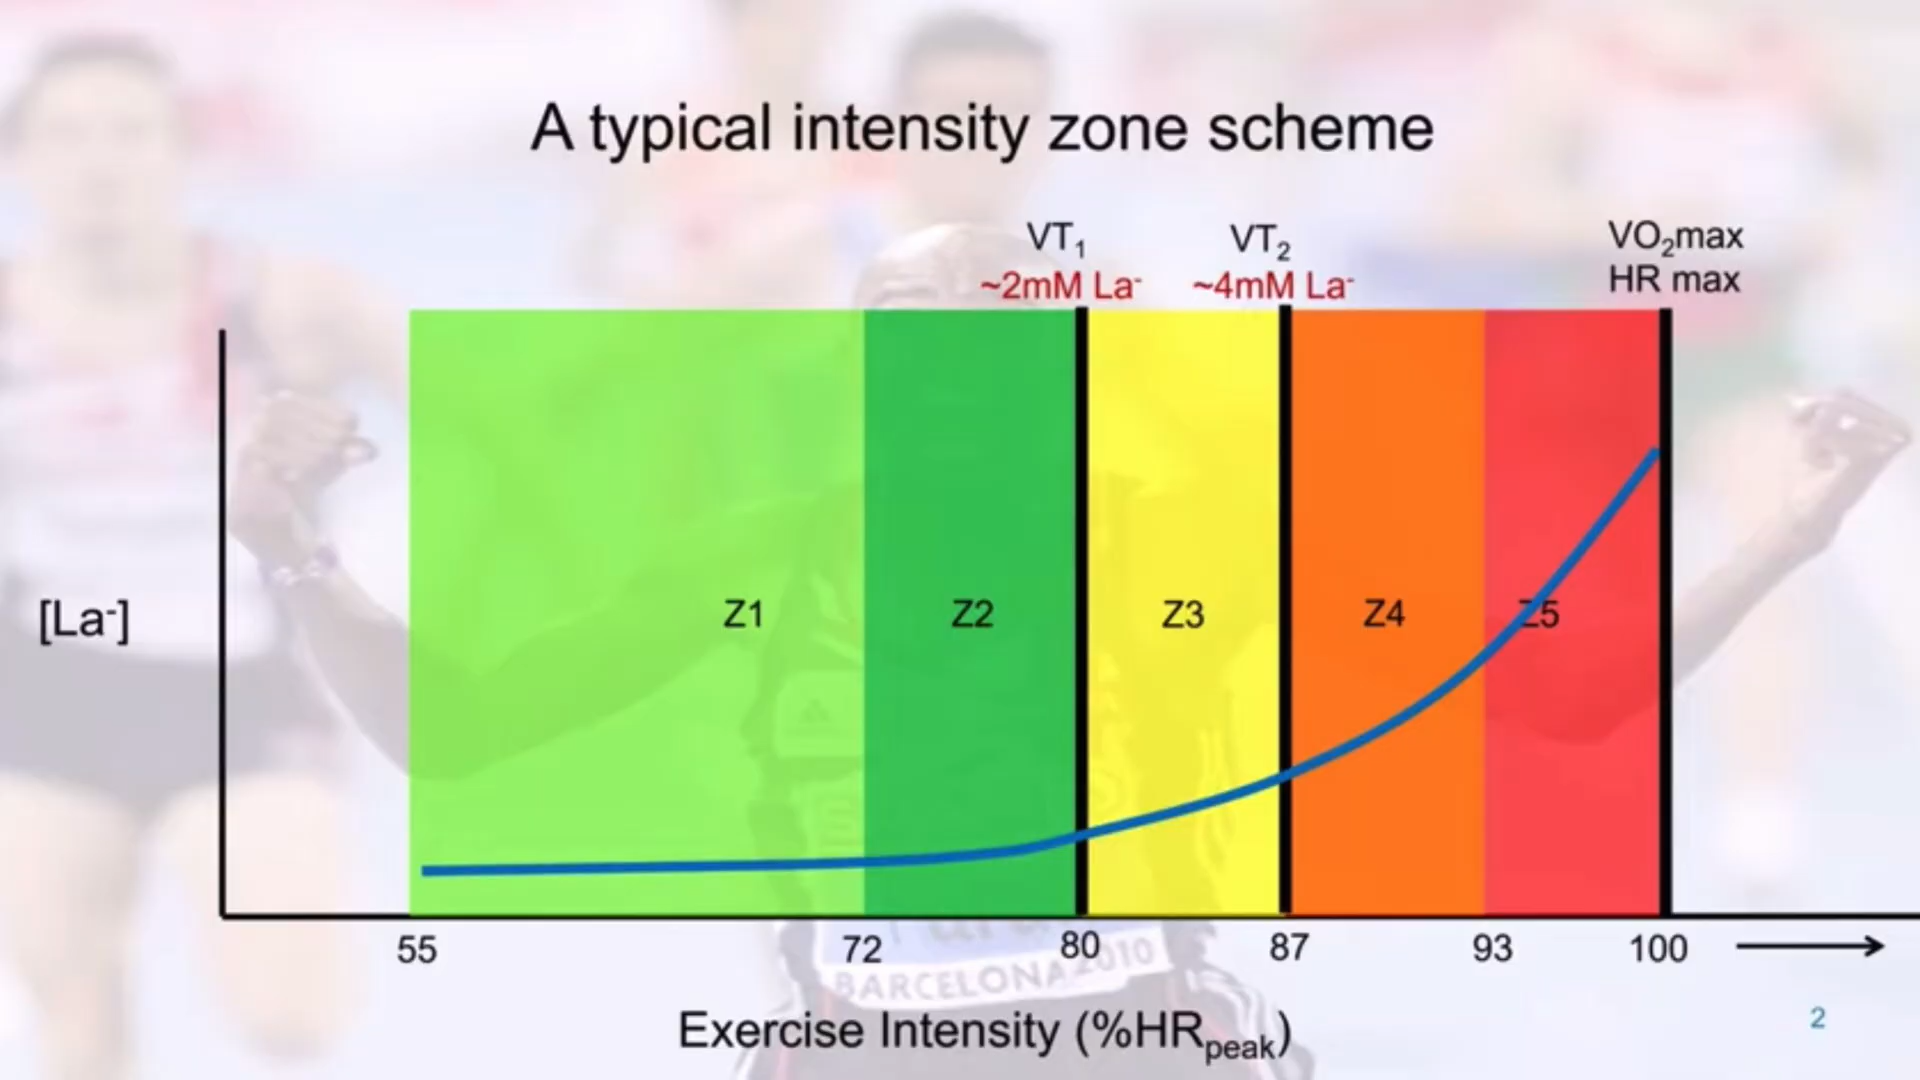 A typical intensity zone scheme
VT₁ VT₂ VO₂max
~2mM La⁻ ~4mM La⁻ HR max
[La⁻] Z1 Z2 Z3 Z4 Z5
55 72 80 87 93 100
BARCELONA 2010
Exercise Intensity (%HRpeak)
2